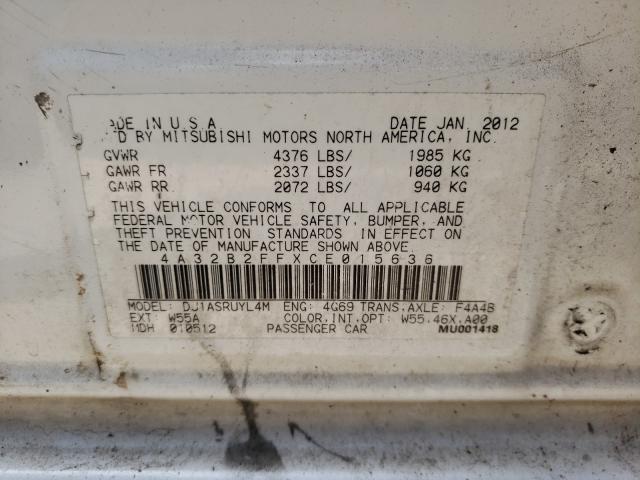 ADE IN U.S.A. DATE JAN. 2012
D BY MITSUBISHI MOTORS NORTH AMERICA, INC.
GVWR 4376 LBS/ 1985 KG
GAWR FR 2337 LBS/ 1060 KG
GAWR RR. 2072 LBS/ 940 KG
THIS VEHICLE CONFORMS TO ALL APPLICABLE
FEDERAL MOTOR VEHICLE SAFETY, BUMPER, AND
THEFT PREVENTION STANDARDS IN EFFECT ON
THE DATE OF MANUFACTURE SHOWN ABOVE.
4A32B2FFXCE015636
MODEL: DJ1ASRUYL4M ENG: 4G69 TRANS,AXLE: F4A4B
EXT: W55A COLOR,INT,OPT: W55.46X.A00
MDH 010512 PASSENGER CAR MU001418